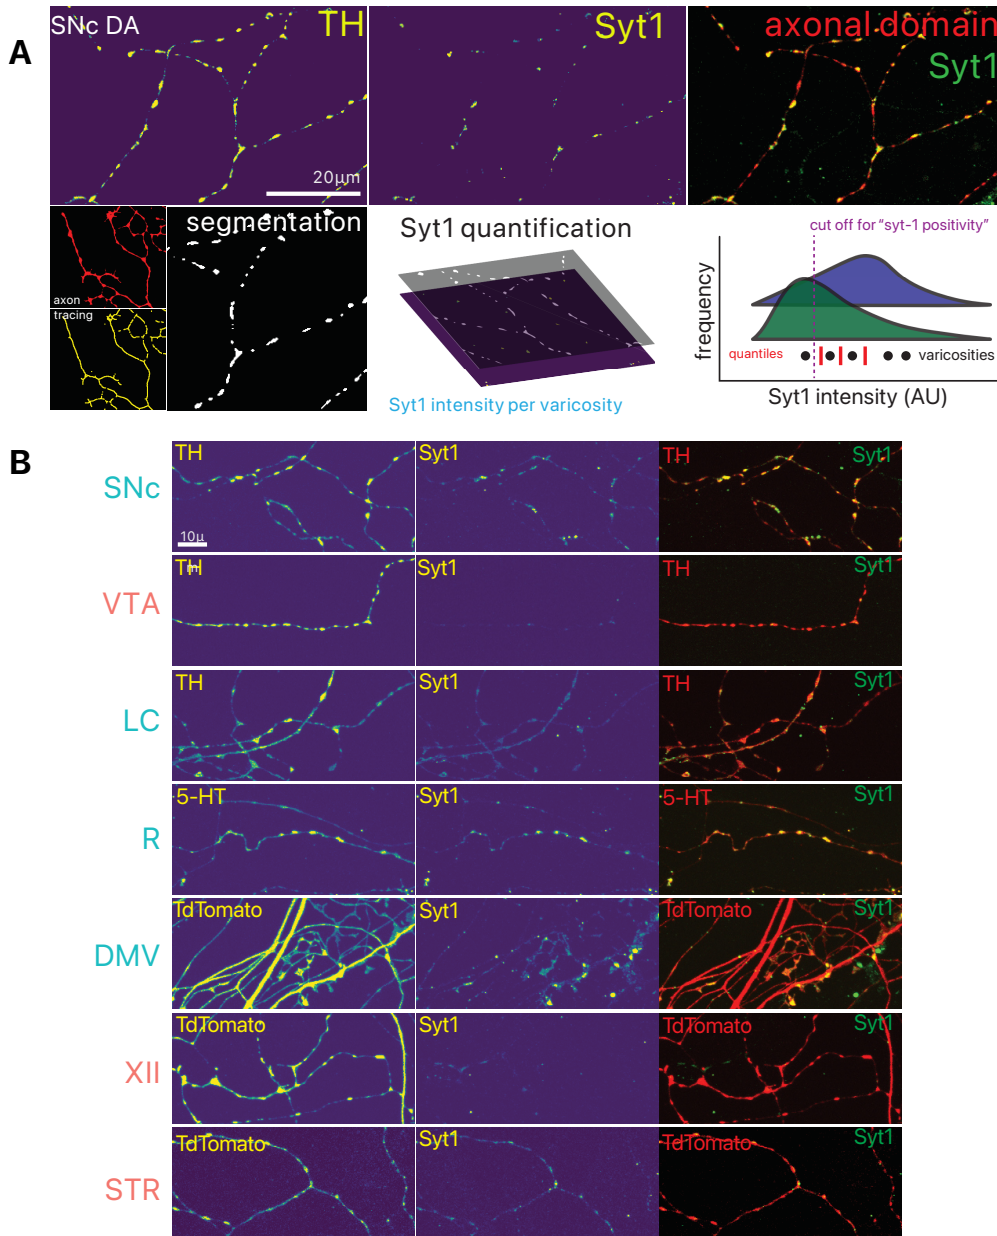 A
SNc DA
TH
Syt1
axonal domain
Syt1
20μm
axon
tracing
segmentation
Syt1 quantification
Syt1 intensity per varicosity
cut off for “syt-1 positivity”
frequency
quantiles
varicosities
Syt1 intensity (AU)
B
SNc
TH
Syt1
TH
Syt1
10μ
m
VTA
TH
Syt1
TH
Syt1
LC
TH
Syt1
TH
Syt1
R
5-HT
Syt1
5-HT
Syt1
DMV
TdTomato
Syt1
TdTomato
Syt1
XII
TdTomato
Syt1
TdTomato
Syt1
STR
TdTomato
Syt1
TdTomato
Syt1